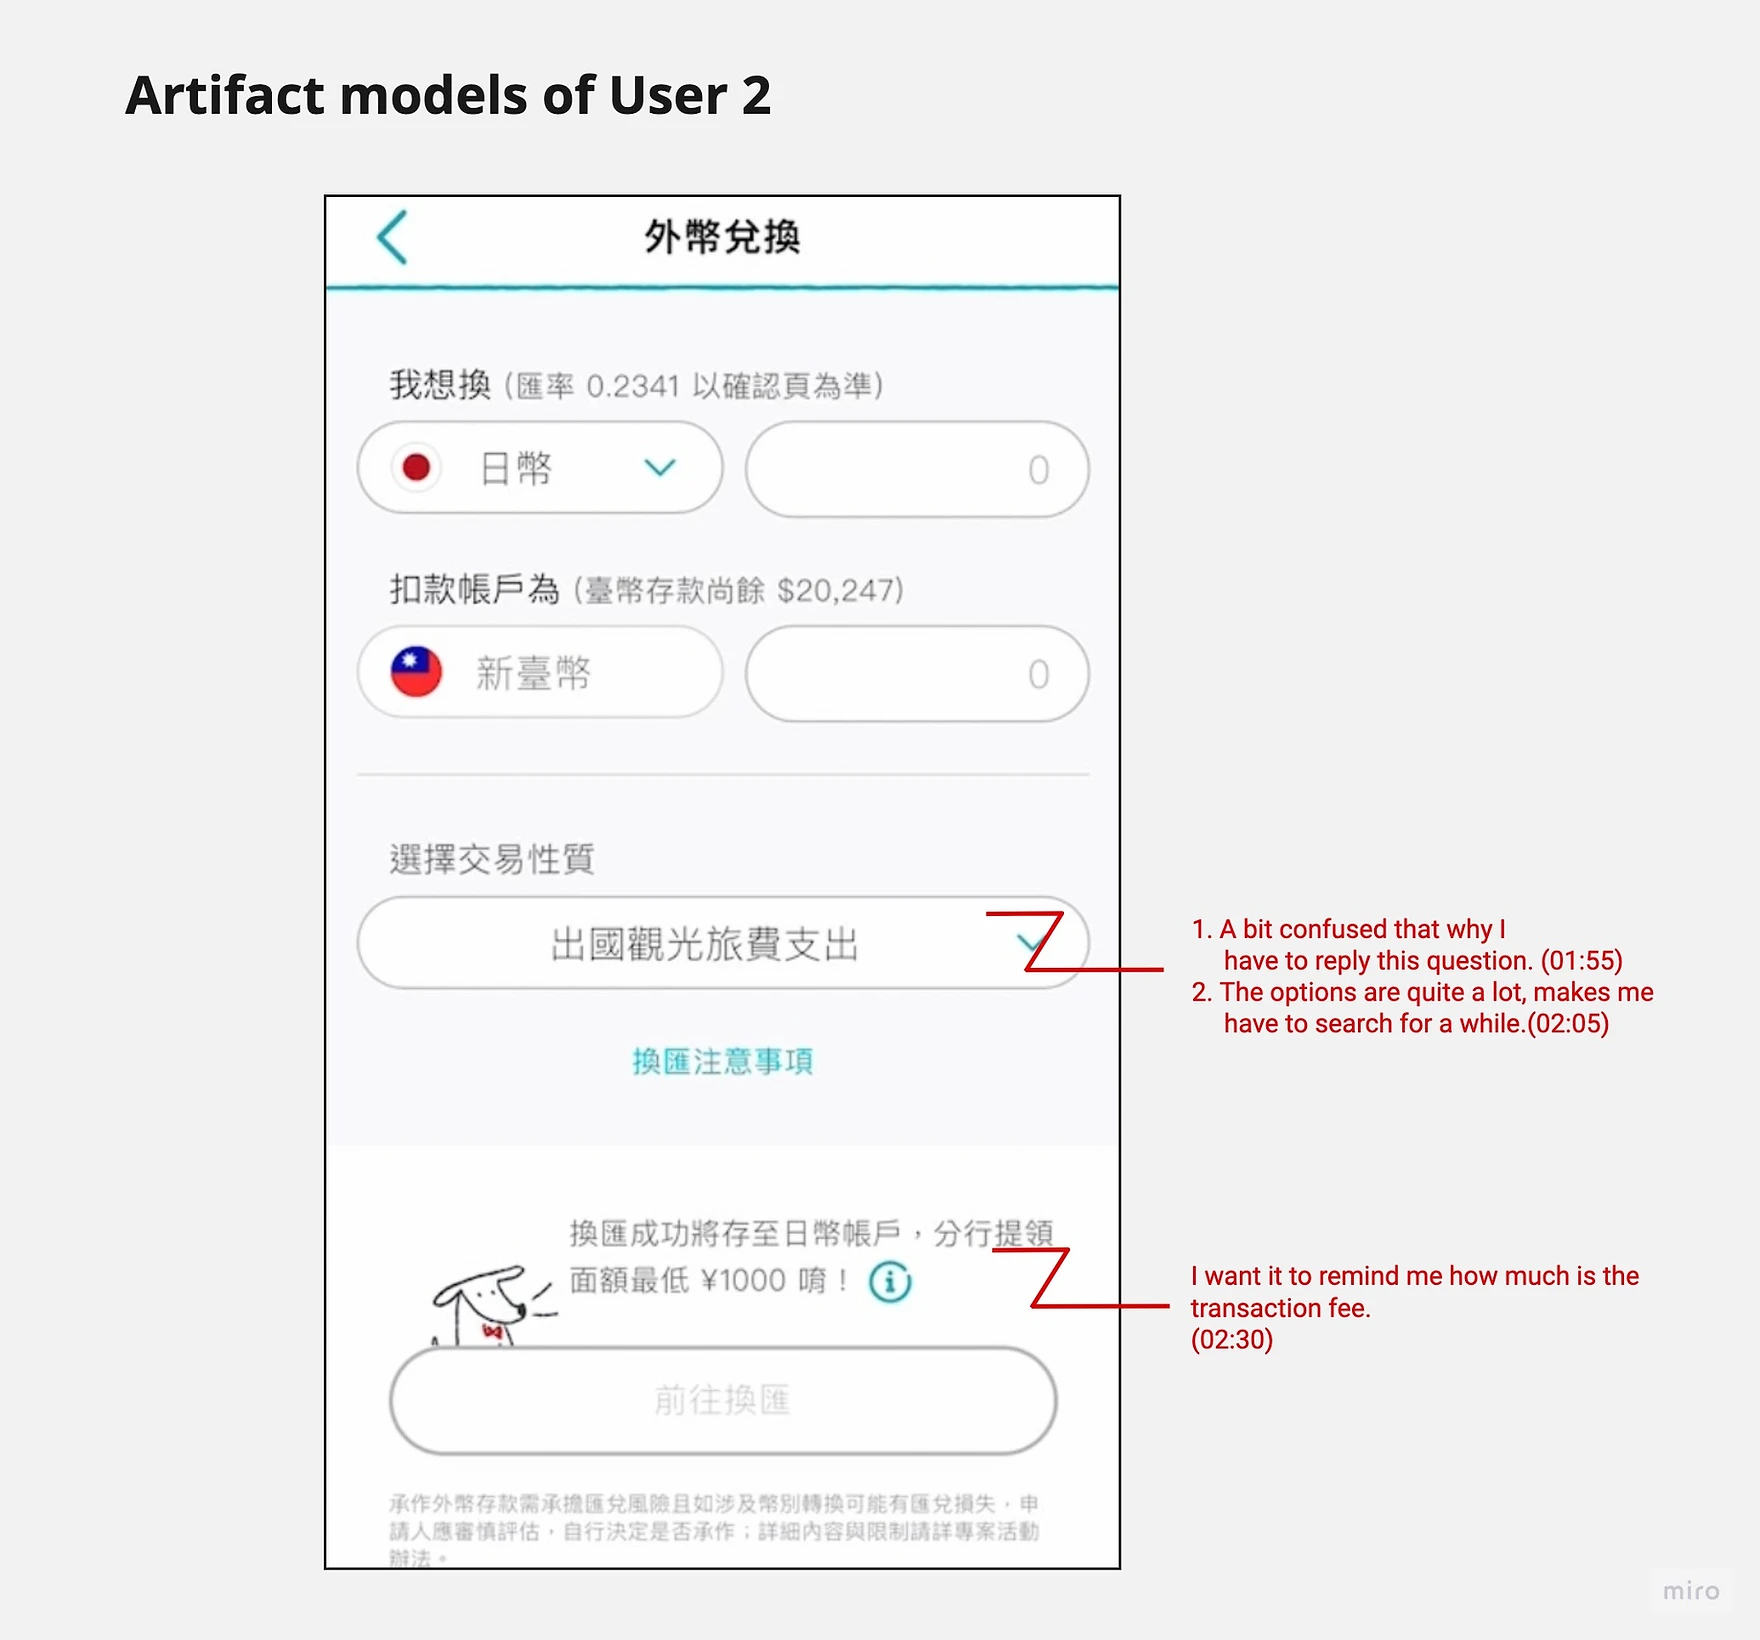 Artifact models of User 2
外幣兌換
我想換 (匯率 0.2341 以確認頁為準)
日幣
0
扣款帳戶為 (臺幣存款尚餘 $20,247)
新臺幣
0
選擇交易性質
出國觀光旅費支出
1. A bit confused that why I
have to reply this question. (01:55)
2. The options are quite a lot, makes me
have to search for a while.(02:05)
換匯注意事項
換匯成功將存至日幣帳戶，分行提領
面額最低 ¥1000 唷！
I want it to remind me how much is the
transaction fee.
(02:30)
前往換匯
承作外幣存款需承擔匯兌風險且如涉及幣別轉換可能有匯兌損失，申
請人應審慎評估，自行決定是否承作；詳細內容與限制請詳專案活動
辦法。
miro